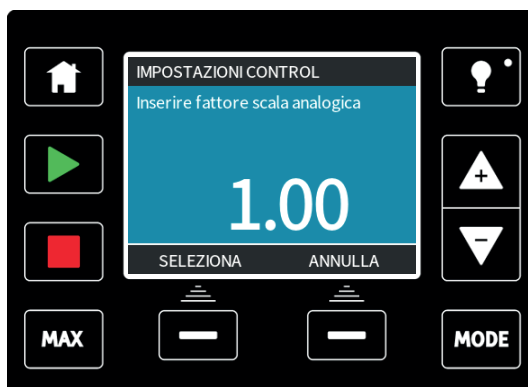 IMPOSTAZIONI CONTROL
Inserire fattore scala analogica
1.00
SELEZIONA ANNULLA
MAX
MODE